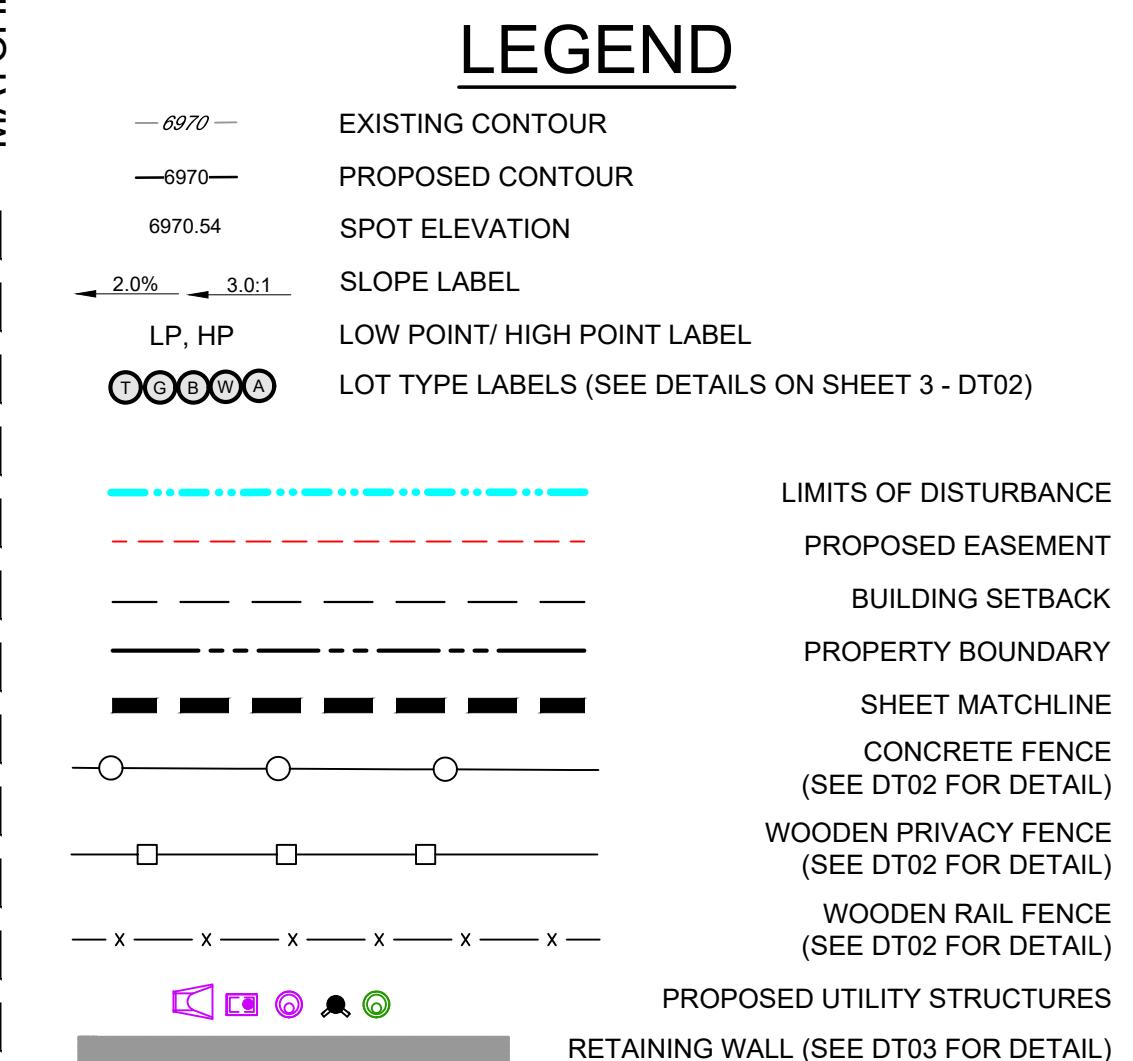 LEGEND
6970 EXISTING CONTOUR
6970 PROPOSED CONTOUR
6970.54 SPOT ELEVATION
2.0% 3.0:1 SLOPE LABEL
LP, HP LOW POINT/ HIGH POINT LABEL
T G B W A LOT TYPE LABELS (SEE DETAILS ON SHEET 3 - DT02)
LIMITS OF DISTURBANCE
PROPOSED EASEMENT
BUILDING SETBACK
PROPERTY BOUNDARY
SHEET MATCHLINE
CONCRETE FENCE
(SEE DT02 FOR DETAIL)
WOODEN PRIVACY FENCE
(SEE DT02 FOR DETAIL)
x x x x x x WOODEN RAIL FENCE
(SEE DT02 FOR DETAIL)
PROPOSED UTILITY STRUCTURES
RETAINING WALL (SEE DT03 FOR DETAIL)